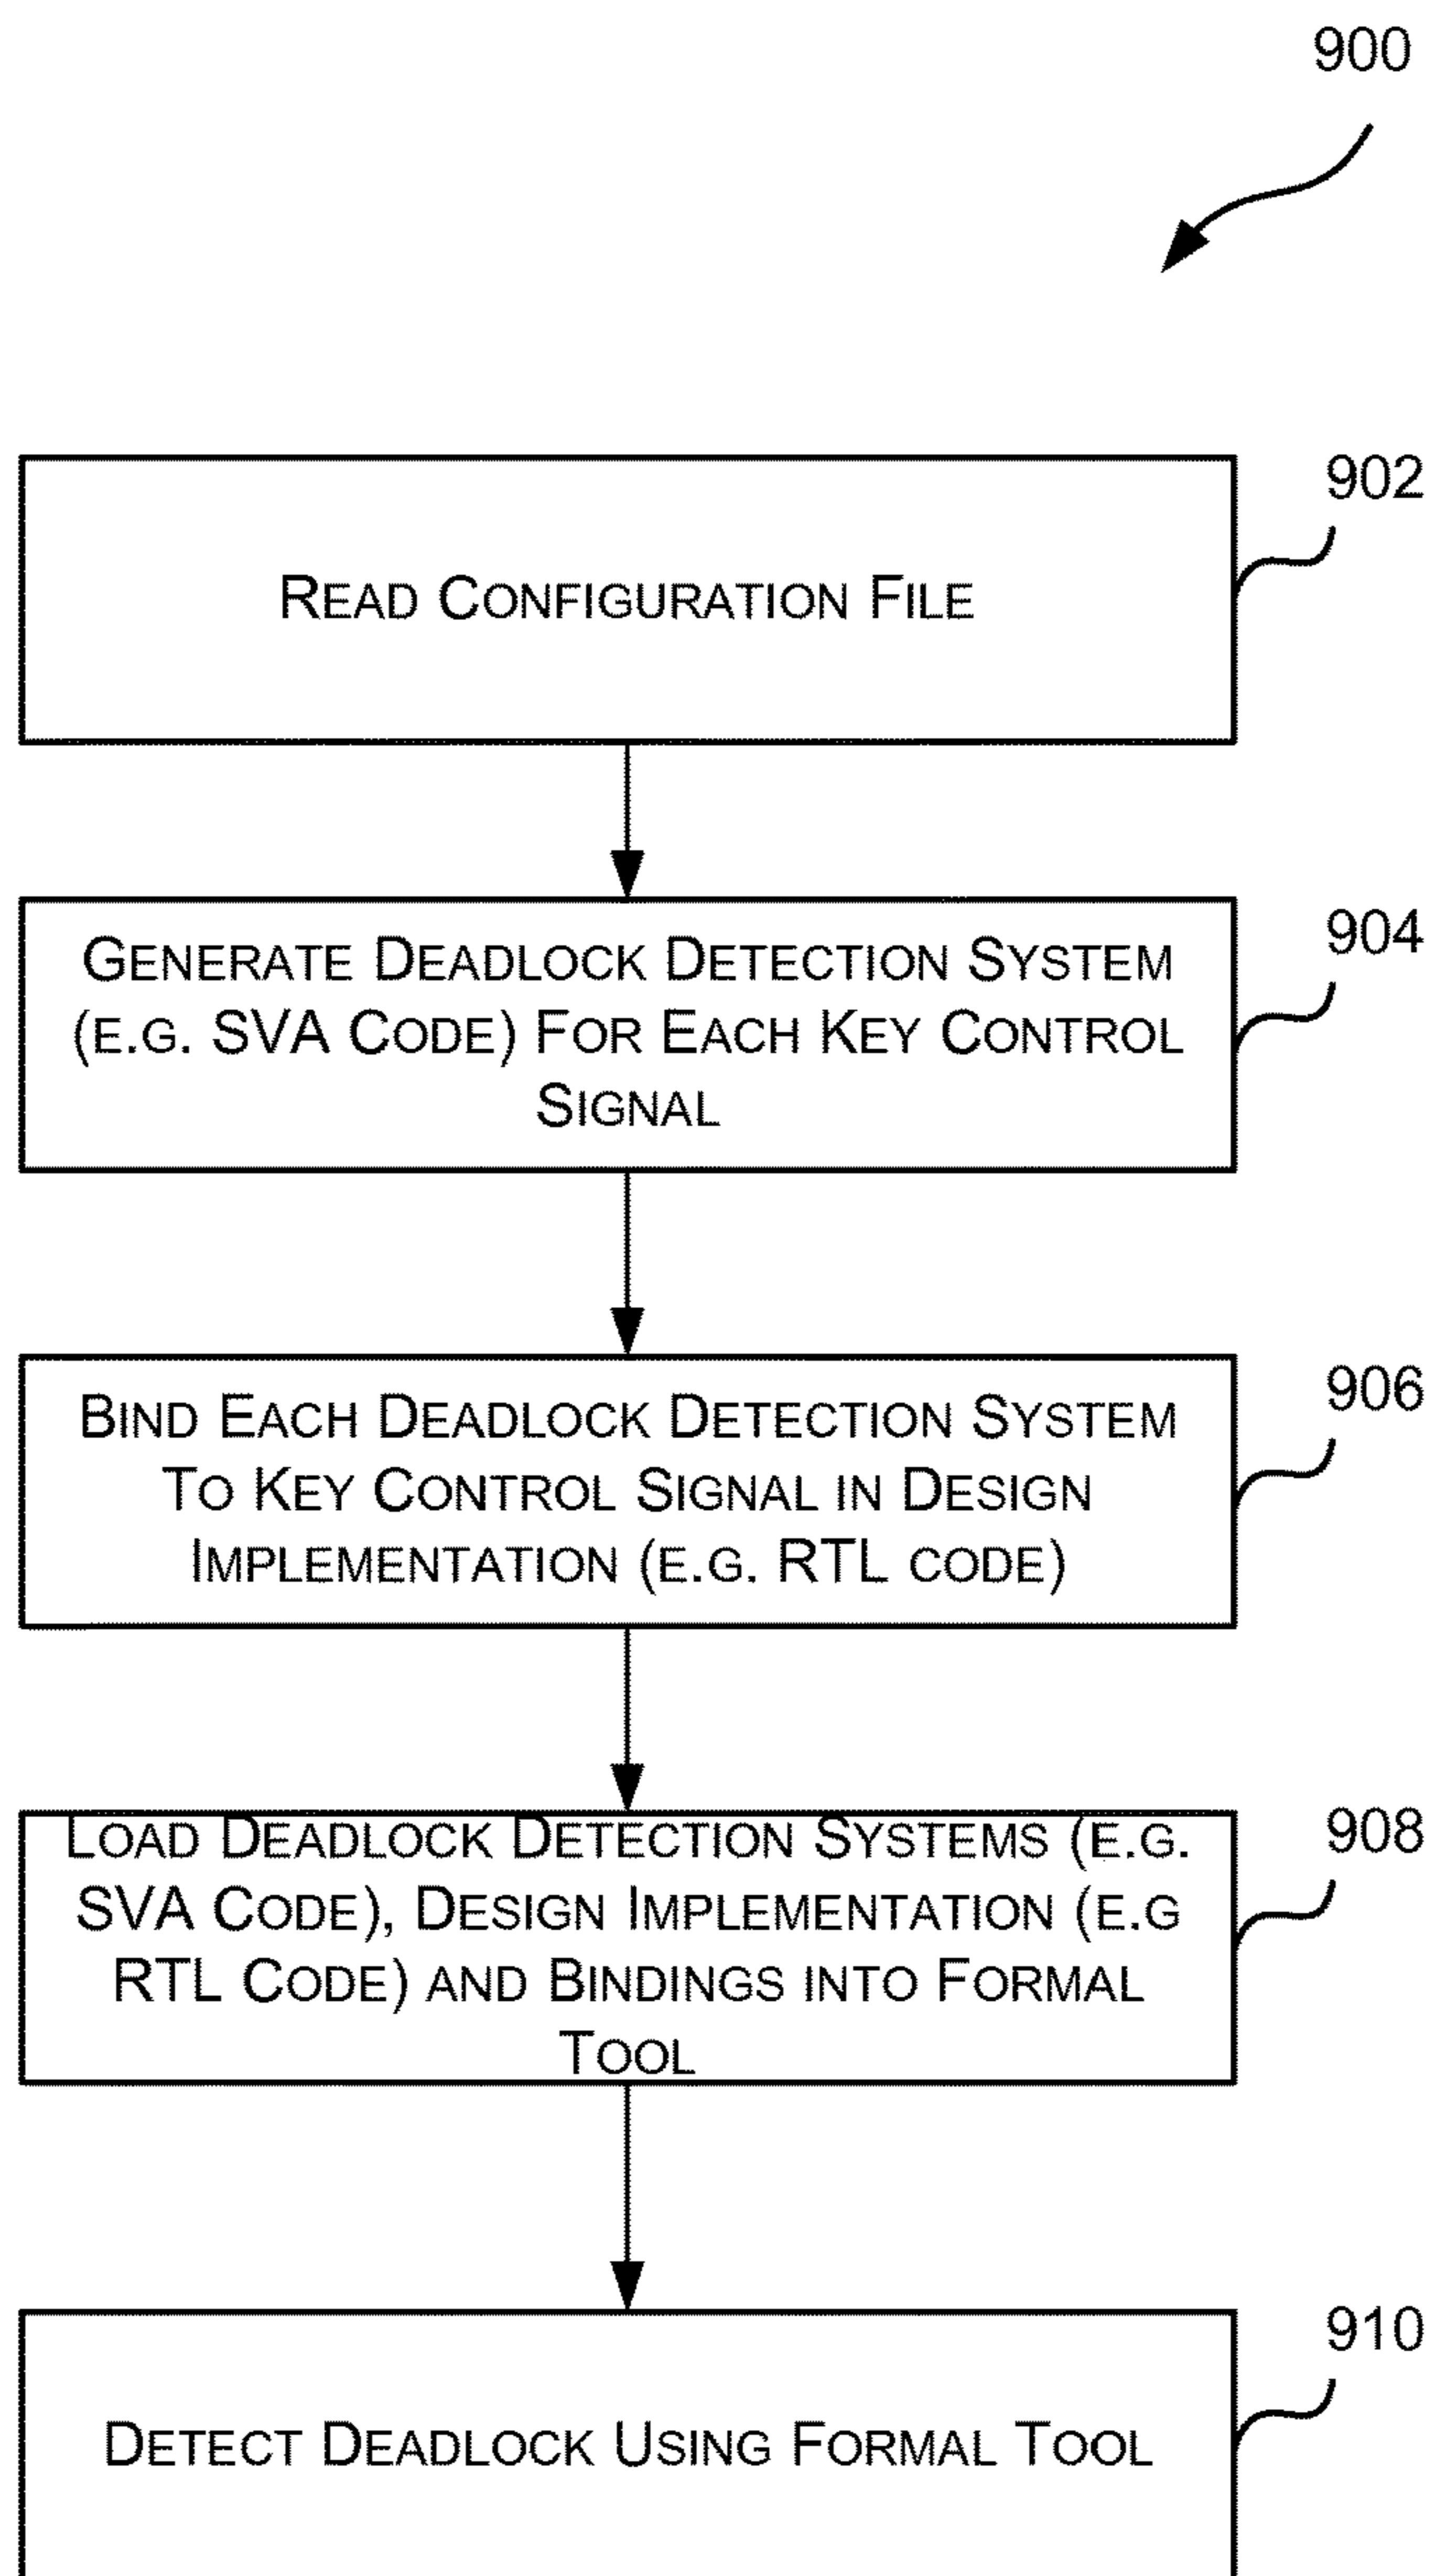 900
902
READ CONFIGURATION FILE
904
GENERATE DEADLOCK DETECTION SYSTEM
(E.G. SVA CODE) FOR EACH KEY CONTROL
SIGNAL
906
BIND EACH DEADLOCK DETECTION SYSTEM
TO KEY CONTROL SIGNAL IN DESIGN
IMPLEMENTATION (E.G. RTL CODE)
908
LOAD DEADLOCK DETECTION SYSTEMS (E.G.
SVA CODE), DESIGN IMPLEMENTATION (E.G
RTL CODE) AND BINDINGS INTO FORMAL
TOOL
910
DETECT DEADLOCK USING FORMAL TOOL